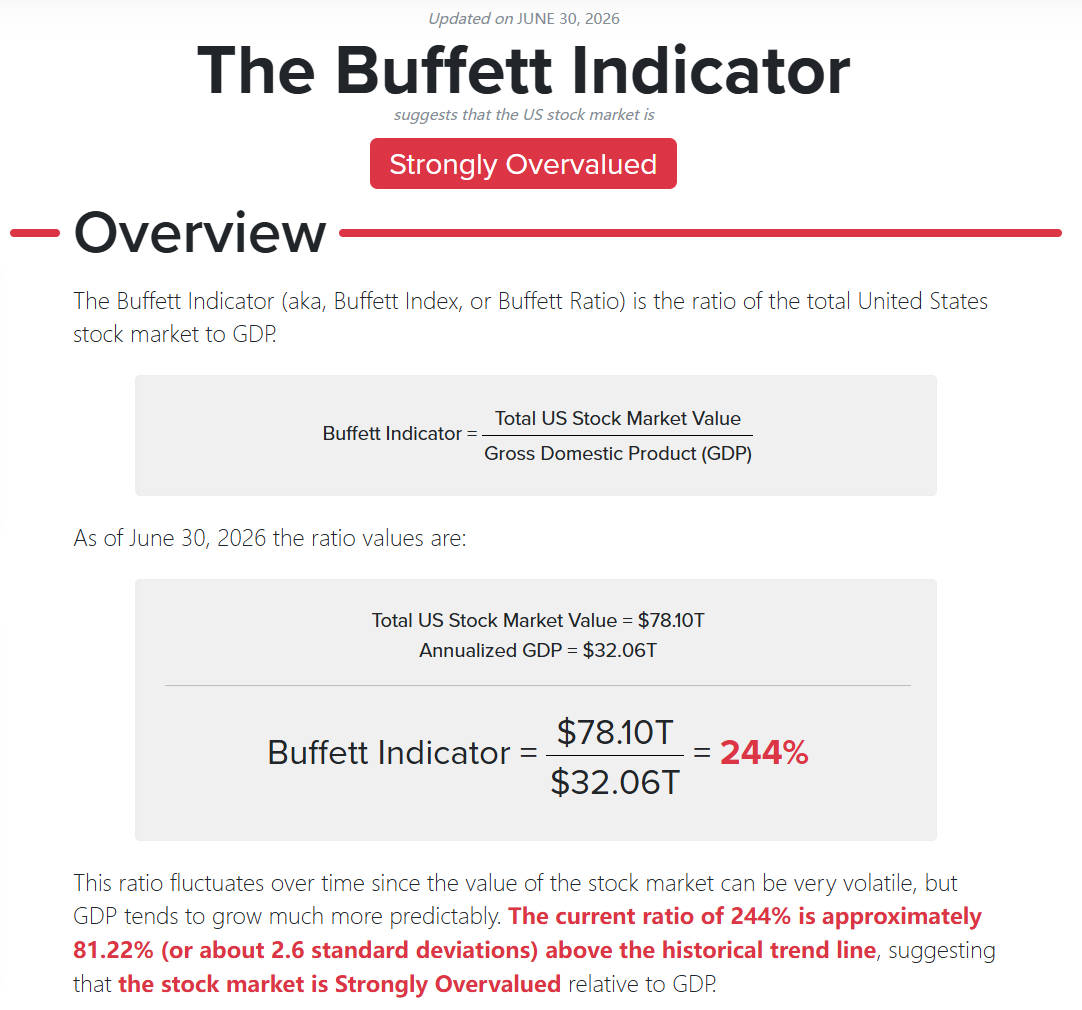 Updated on JUNE 30, 2026
The Buffett Indicator
suggests that the US stock market is
Strongly Overvalued
Overview
The Buffett Indicator (aka, Buffett Index, or Buffett Ratio) is the ratio of the total United States
stock market to GDP.
Total US Stock Market Value
Buffett Indicator =
Gross Domestic Product (GDP)
As of June 30, 2026 the ratio values are:
Total US Stock Market Value = $78.10T
Annualized GDP = $32.06T
$78.10T
Buffett Indicator = = 244%
$32.06T
This ratio fluctuates over time since the value of the stock market can be very volatile, but
GDP tends to grow much more predictably. The current ratio of 244% is approximately
81.22% (or about 2.6 standard deviations) above the historical trend line, suggesting
that the stock market is Strongly Overvalued relative to GDP.